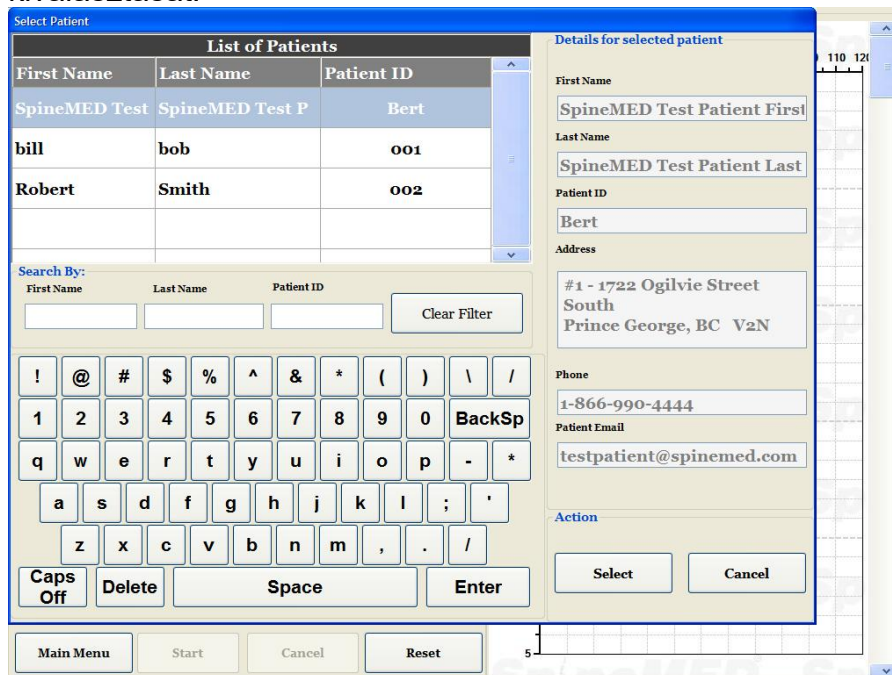 Select Patient
List of Patients
First Name Last Name Patient ID
SpineMED Test SpineMED Test P Bert
bill bob 001
Robert Smith 002
Search By:
First Name Last Name Patient ID
Clear Filter
! @ # $ % ^ & * ( ) \ /
1 2 3 4 5 6 7 8 9 0 BackSp
q w e r t y u i o p - *
a s d f g h j k l ; '
z x c v b n m , . /
Caps Off Delete Space Enter
Details for selected patient
First Name
SpineMED Test Patient First
Last Name
SpineMED Test Patient Last
Patient ID
Bert
Address
#1 - 1722 Ogilvie Street
South
Prince George, BC V2N
Phone
1-866-990-4444
Patient Email
testpatient@spinemed.com
Action
Select Cancel
110 120
Main Menu Start Cancel Reset
5
SpineMED